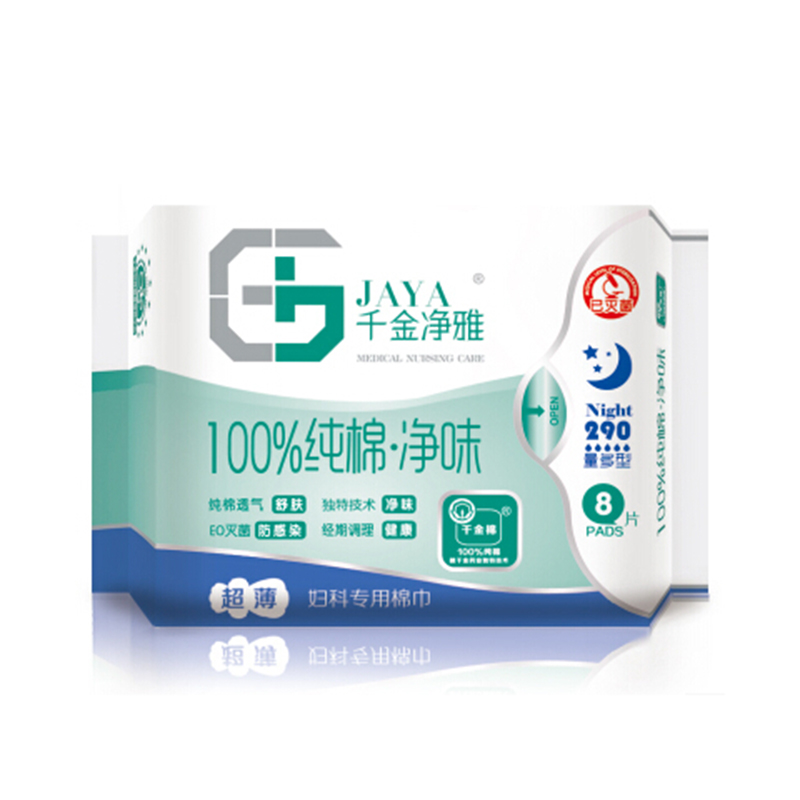 JAYA ®
千金净雅
MEDICAL NURSING CARE
已灭菌
OPEN
Night
290
量多型
8片
PADS
100%纯棉·净味
纯棉透气 舒肤 独特技术 净味
EO灭菌 防感染 经期调理 健康
千金棉 ®
100%纯棉
超薄 妇科专用棉巾
100%纯棉·净味